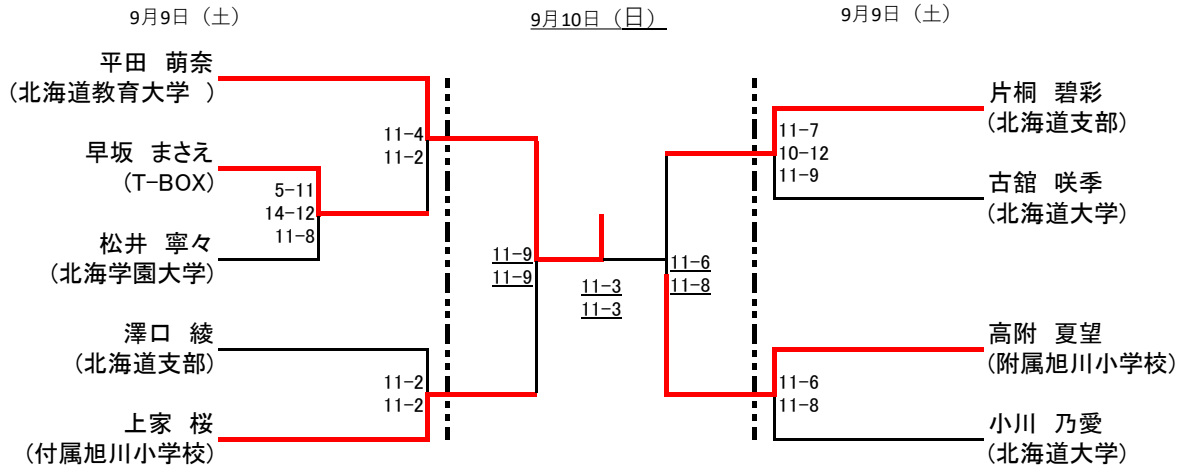 9月9日（土）
9月10日（日）
9月9日（土）
平田　萌奈
(北海道教育大学　)
11-4
11-2
早坂　まさえ
(T-BOX)
5-11
14-12
11-8
松井　寧々
(北海学園大学)
11-9
11-9
澤口　綾
(北海道支部)
11-2
11-2
上家　桜
(付属旭川小学校)
11-3
11-3
片桐　碧彩
(北海道支部)
11-7
10-12
11-9
古舘　咲季
(北海道大学)
11-6
11-8
高附　夏望
(附属旭川小学校)
11-6
11-8
小川　乃愛
(北海道大学)